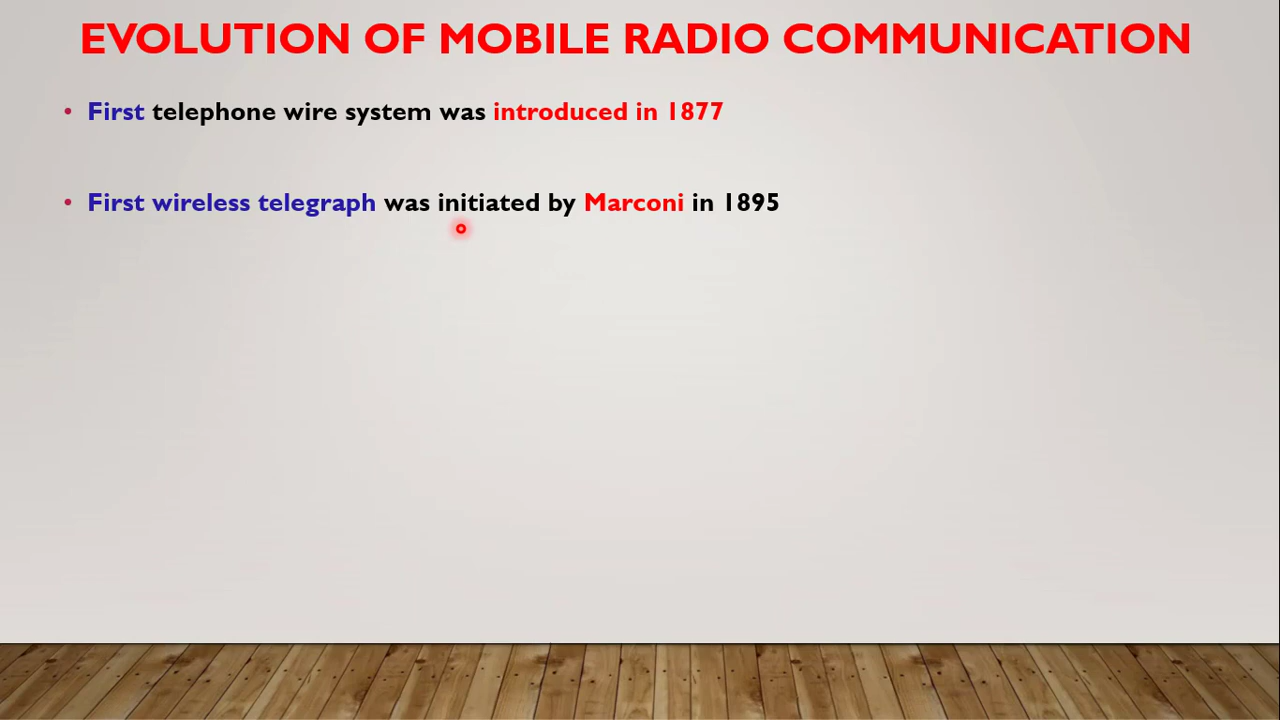 EVOLUTION OF MOBILE RADIO COMMUNICATION
• First telephone wire system was introduced in 1877
• First wireless telegraph was initiated by Marconi in 1895